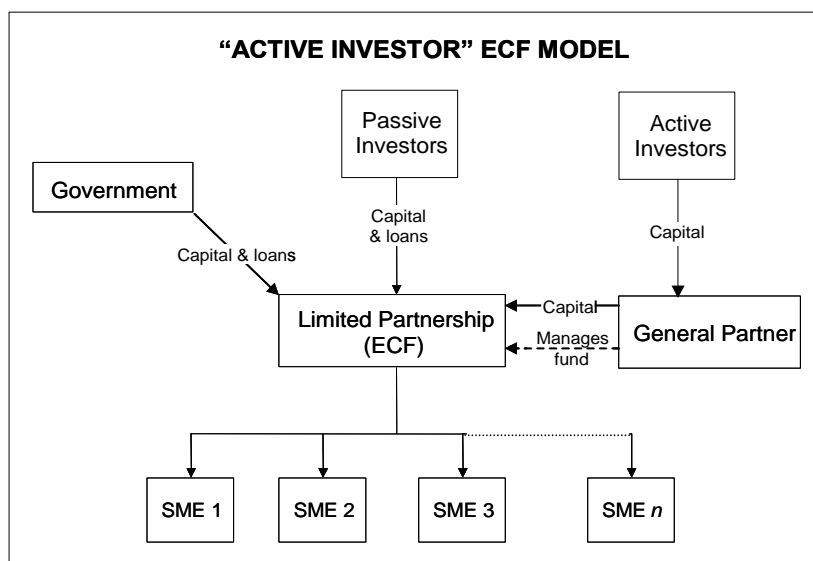 “ACTIVE INVESTOR” ECF MODEL
Passive
Investors
Active
Investors
Government
Capital
& loans
Capital
Capital & loans
Limited Partnership
(ECF)
Capital
Manages
fund
General Partner
SME 1
SME 2
SME 3
SME n